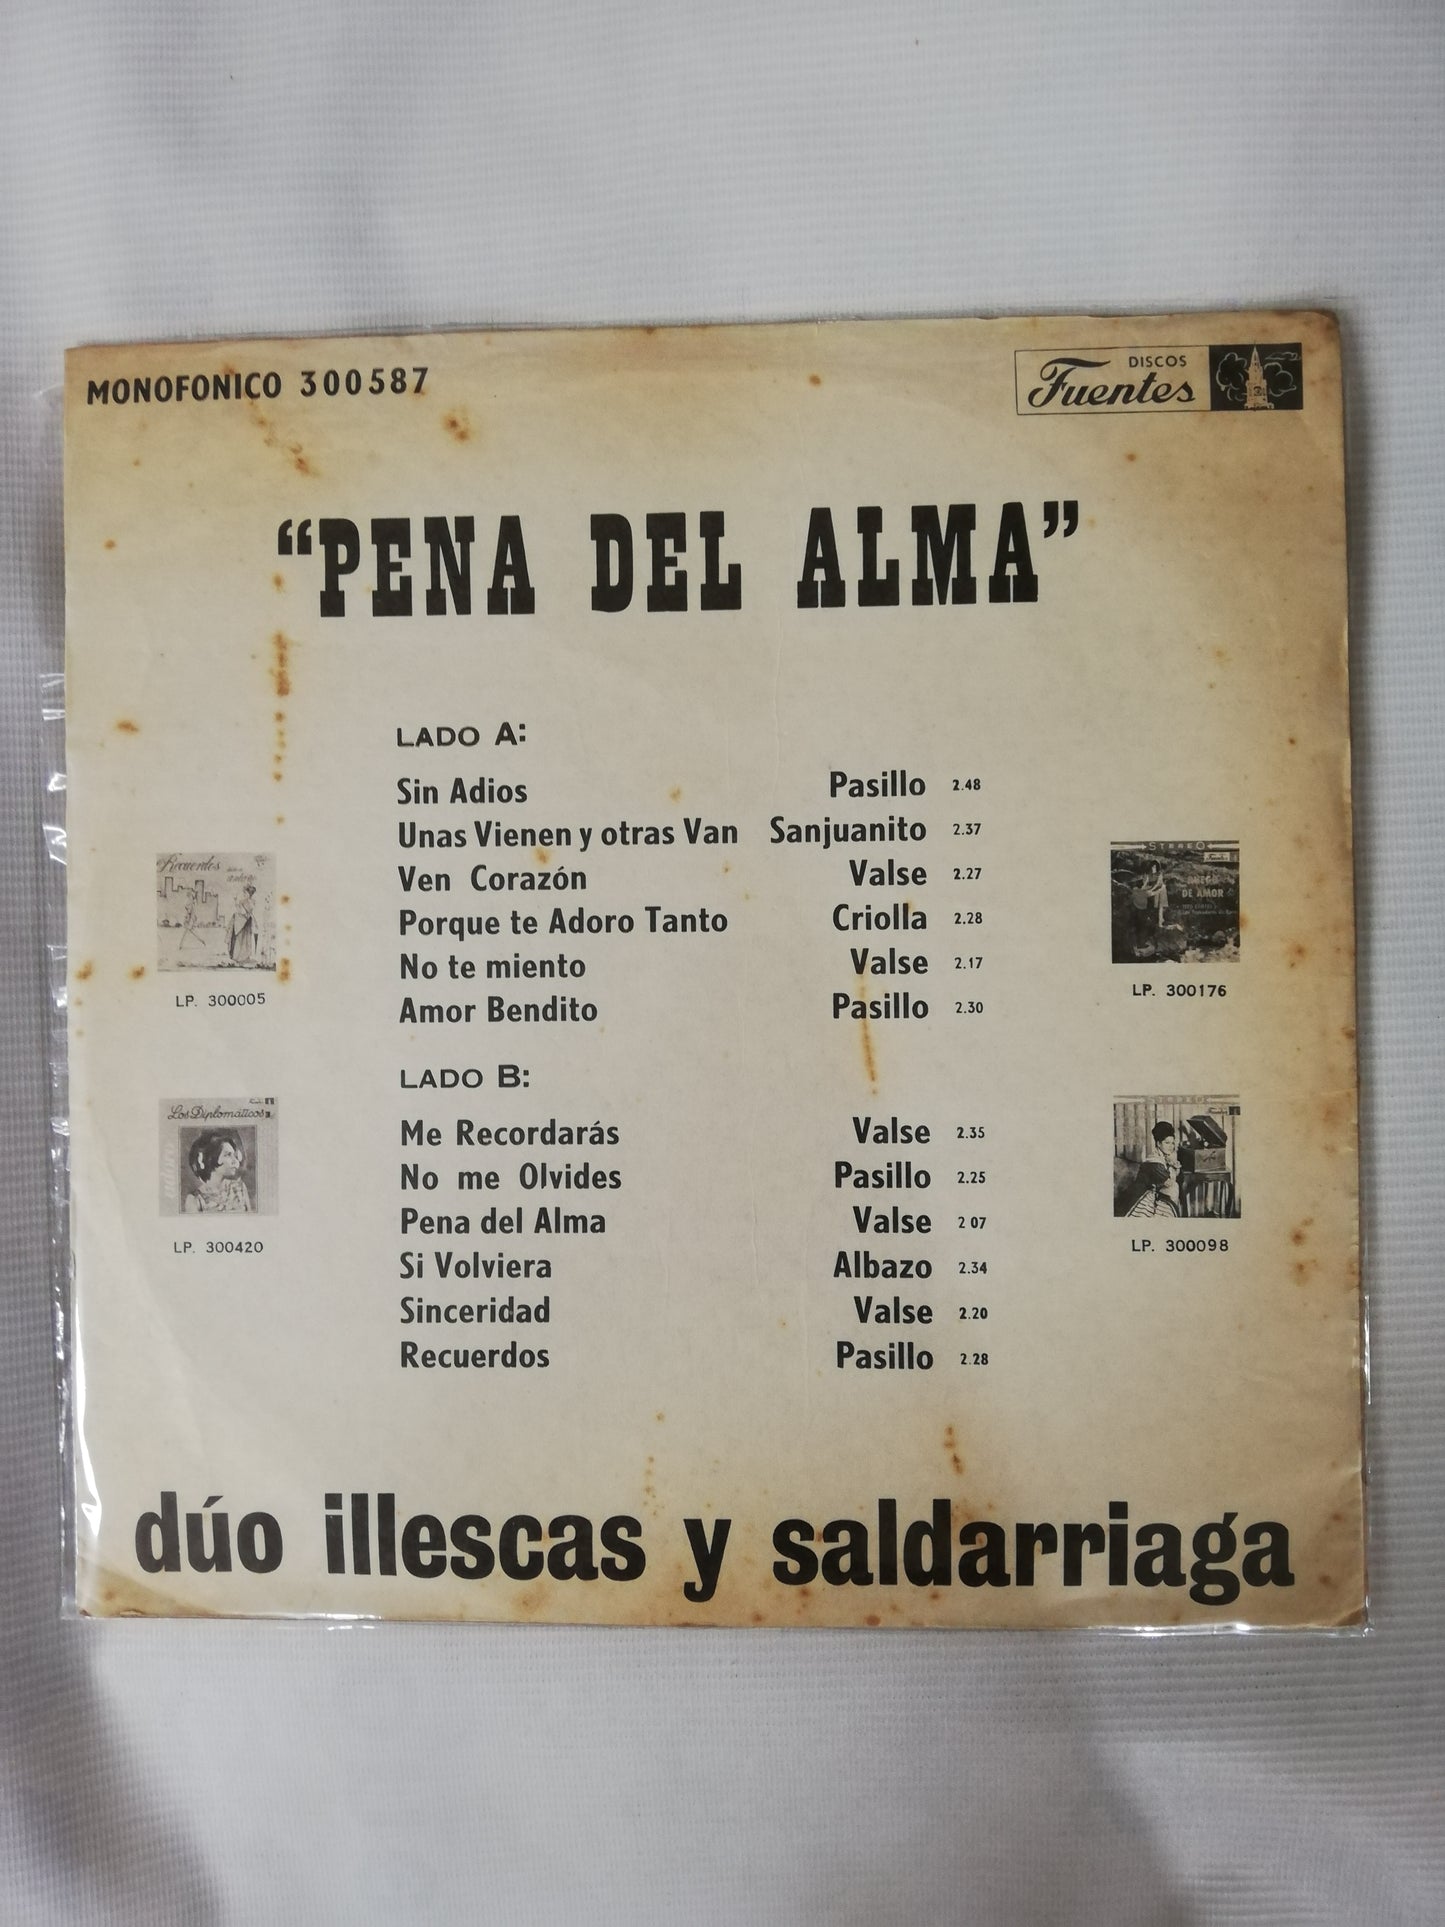 MONOFONICO 300587
DISCOS
Fuentes
“PENA DEL ALMA”
LADO A:
Sin Adios Pasillo 2.48
Unas Vienen y otras Van Sanjuanito 2.37
Ven Corazón Valse 2.27
Porque te Adoro Tanto Criolla 2.28
No te miento Valse 2.17
Amor Bendito Pasillo 2.30
LADO B:
Me Recordarás Valse 2.35
No me Olvides Pasillo 2.25
Pena del Alma Valse 2 07
Si Volviera Albazo 2.34
Sinceridad Valse 2.20
Recuerdos Pasillo 2.28
Recuerdos
LP. 300005
Los Diplomáticos
LP. 300420
STEREO
DE AMOR
LP. 300176
LP. 300098
dúo illescas y saldarriaga